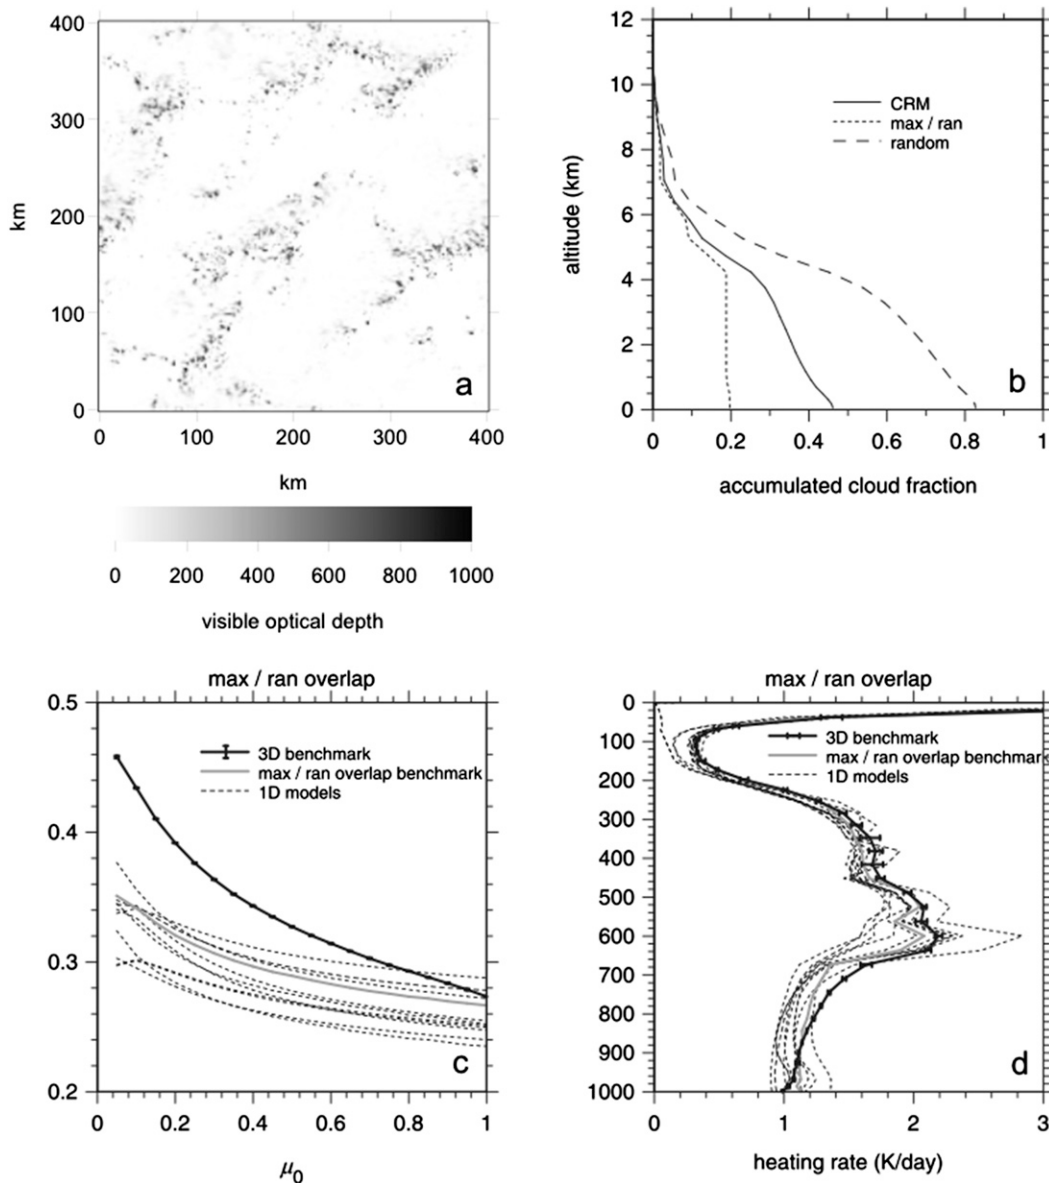 400
300
km
200
100
0
a
0 100 200 300 400
km
0 200 400 600 800 1000
visible optical depth
12
10
8
altitude (km)
6
4
2
0
CRM
max / ran
random
b
0 0.2 0.4 0.6 0.8 1
accumulated cloud fraction
max / ran overlap
0.5
0.4
0.3
0.2
3D benchmark
max / ran overlap benchmark
1D models
c
0 0.2 0.4 0.6 0.8 1
μ0
max / ran overlap
0
100
200
300
400
500
600
700
800
900
1000
3D benchmark
max / ran overlap benchmark
1D models
d
0 1 2 3
heating rate (K/day)